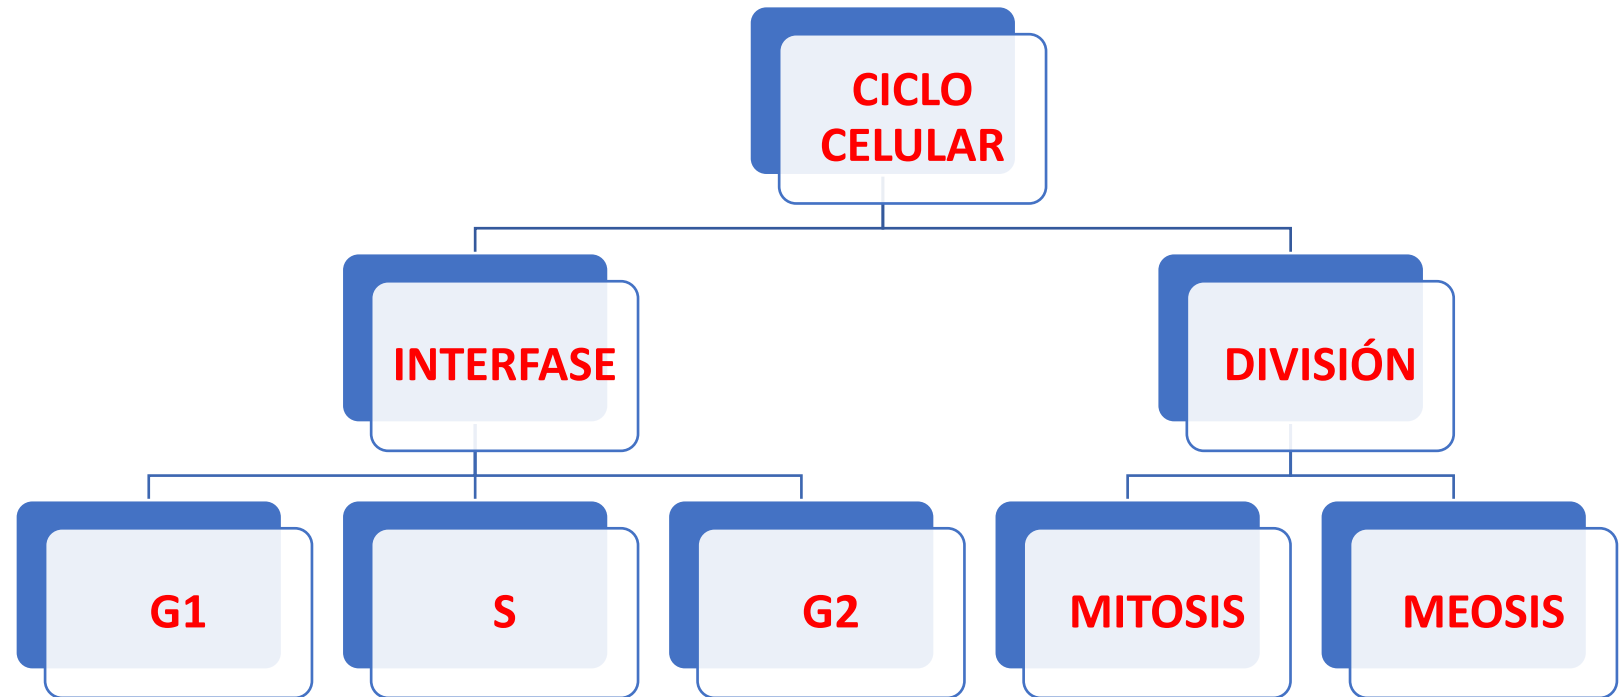 CICLO
CELULAR
INTERFASE
DIVISIÓN
G1
S
G2
MITOSIS
MEOSIS